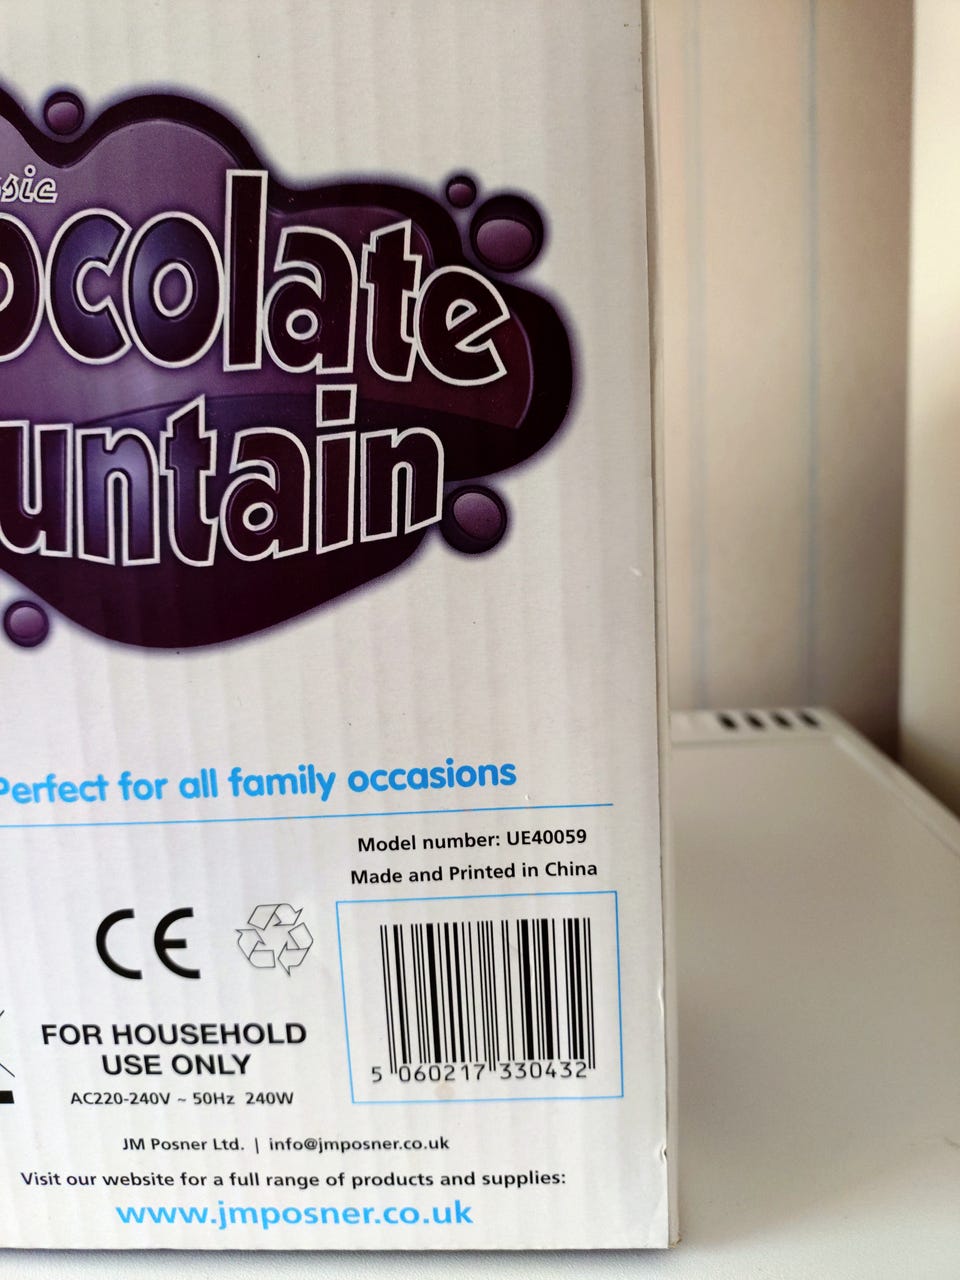 sic
ocolate
untain
Perfect for all family occasions
Model number: UE40059
Made and Printed in China
CE
FOR HOUSEHOLD
USE ONLY
AC220-240V ~ 50Hz 240W
5 060217 330432
JM Posner Ltd. | info@jmposner.co.uk
Visit our website for a full range of products and supplies:
www.jmposner.co.uk